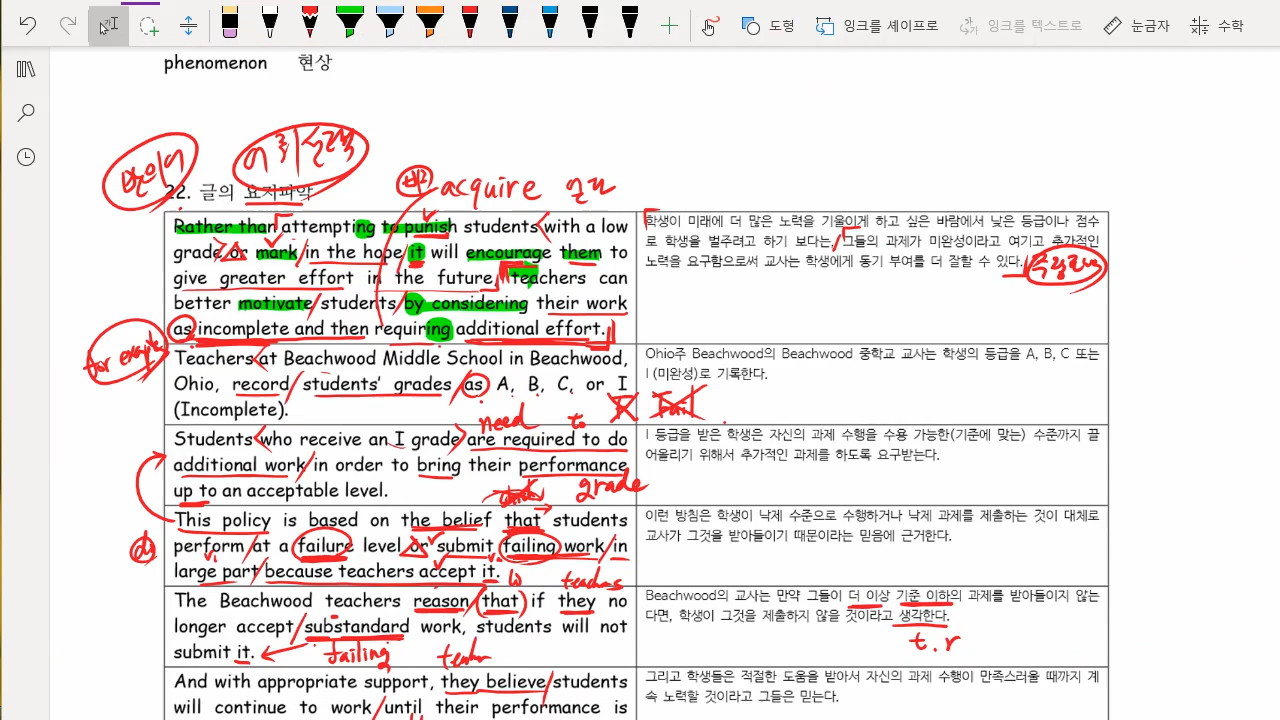 도형
잉크를 셰이프로
잉크를 텍스트로
눈금자
수학
phenomenon 현상
반의어
어휘선택
22. 글의 요지파악
acquire 얻다
Rather than attempting to punish students with a low
grade or mark in the hope it will encourage them to
give greater effort in the future, teachers can
better motivate students by considering their work
as incomplete and then requiring additional effort.
학생이 미래에 더 많은 노력을 기울이게 하고 싶은 바람에서 낮은 등급이나 점수
로 학생을 벌주려고 하기 보다는, 그들의 과제가 미완성이라고 여기고 추가적인
노력을 요구함으로써 교사는 학생에게 동기 부여를 더 잘할 수 있다.
for example
Teachers at Beachwood Middle School in Beachwood,
Ohio, record students' grades as A, B, C, or I
(Incomplete).
Ohio주 Beachwood의 Beachwood 중학교 교사는 학생의 등급을 A, B, C 또는
I (미완성)로 기록한다.
F Fail
need to
Students who receive an I grade are required to do
additional work in order to bring their performance
up to an acceptable level.
grade
I 등급을 받은 학생은 자신의 과제 수행을 수용 가능한(기준에 맞는) 수준까지 끌
어올리기 위해서 추가적인 과제를 하도록 요구받는다.
This policy is based on the belief that students
perform at a failure level or submit failing work in
large part because teachers accept it.
teachers
이런 방침은 학생이 낙제 수준으로 수행하거나 낙제 과제를 제출하는 것이 대체로
교사가 그것을 받아들이기 때문이라는 믿음에 근거한다.
The Beachwood teachers reason that if they no
longer accept substandard work, students will not
submit it.
failing
Beachwood의 교사는 만약 그들이 더 이상 기준 이하의 과제를 받아들이지 않는
다면, 학생이 그것을 제출하지 않을 것이라고 생각한다.
t. r
And with appropriate support, they believe students
will continue to work until their performance is
그리고 학생들은 적절한 도움을 받아서 자신의 과제 수행이 만족스러울 때까지 계
속 노력할 것이라고 그들은 믿는다.